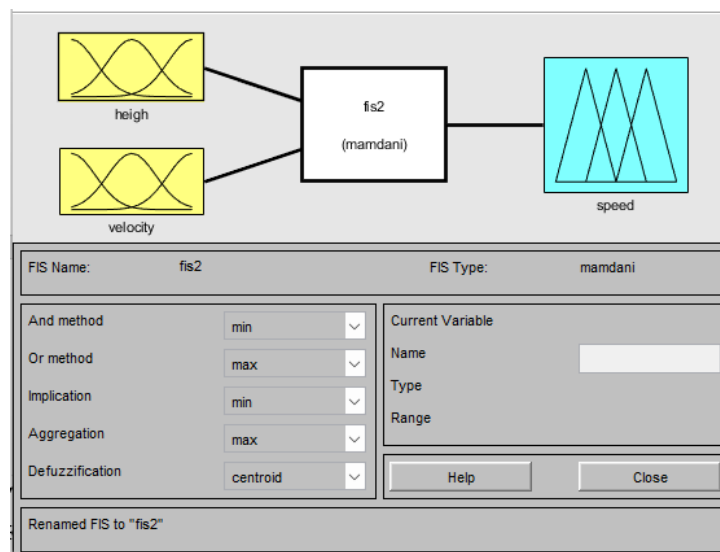 heigh
fis2
(mamdani)
velocity
speed
FIS Name: fis2 FIS Type: mamdani
And method min
Or method max
Implication min
Aggregation max
Defuzzification centroid
Current Variable
Name
Type
Range
Help Close
Renamed FIS to "fis2"